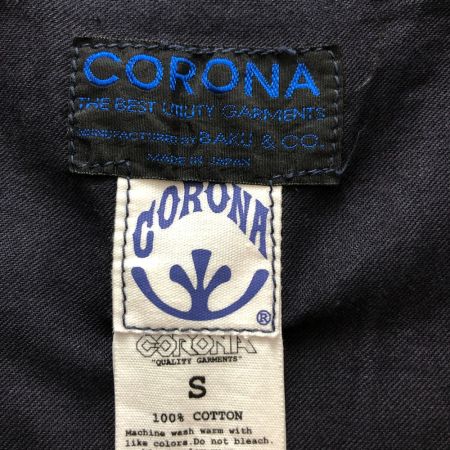 CORONA
THE BEST UTILITY GARMENTS
MANUFACTURED BY BAKU & CO.
MADE IN JAPAN
CORONA
®
CORONA
"QUALITY GARMENTS"
S
100% COTTON
Machine wash warm with
like colors.Do not bleach.